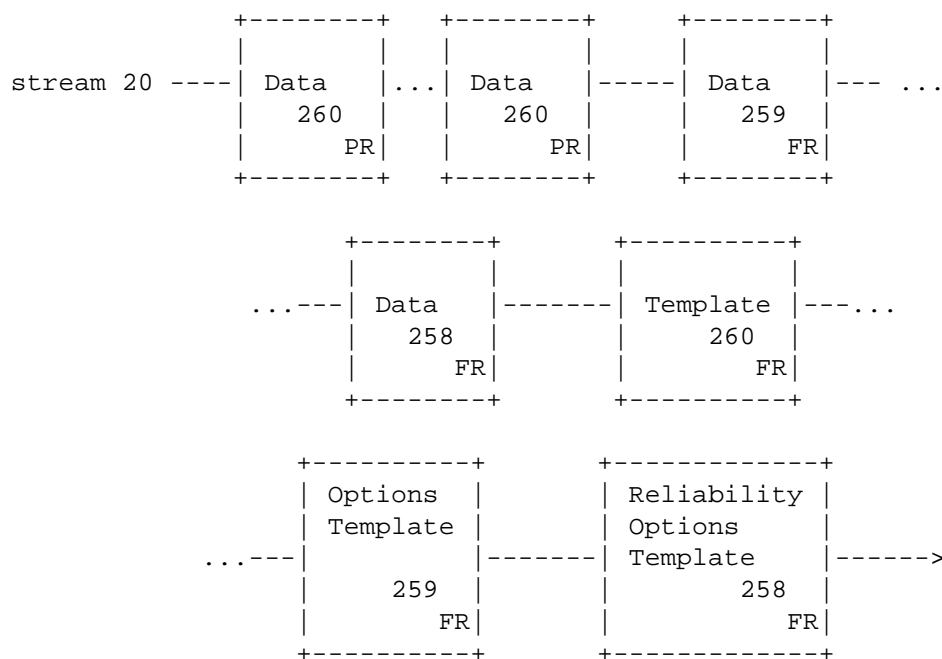 +--------+   +--------+      +--------+
|        |   |        |      |        |
stream 20 ----| Data   |...| Data   |-----| Data   |--- ...
|   260  |   |   260  |      |   259  |
|      PR|   |      PR|      |      FR|
+--------+   +--------+      +--------+
+--------+       +----------+
|        |       |          |
...---| Data   |-------| Template |---...
|   258  |       |     260  |
|      FR|       |        FR|
+--------+       +----------+
+----------+       +-------------+
| Options  |       | Reliability |
| Template |       | Options     |
...---|          |-------| Template    |------>
|    259   |       |       258   |
|        FR|       |           FR|
+----------+       +-------------+